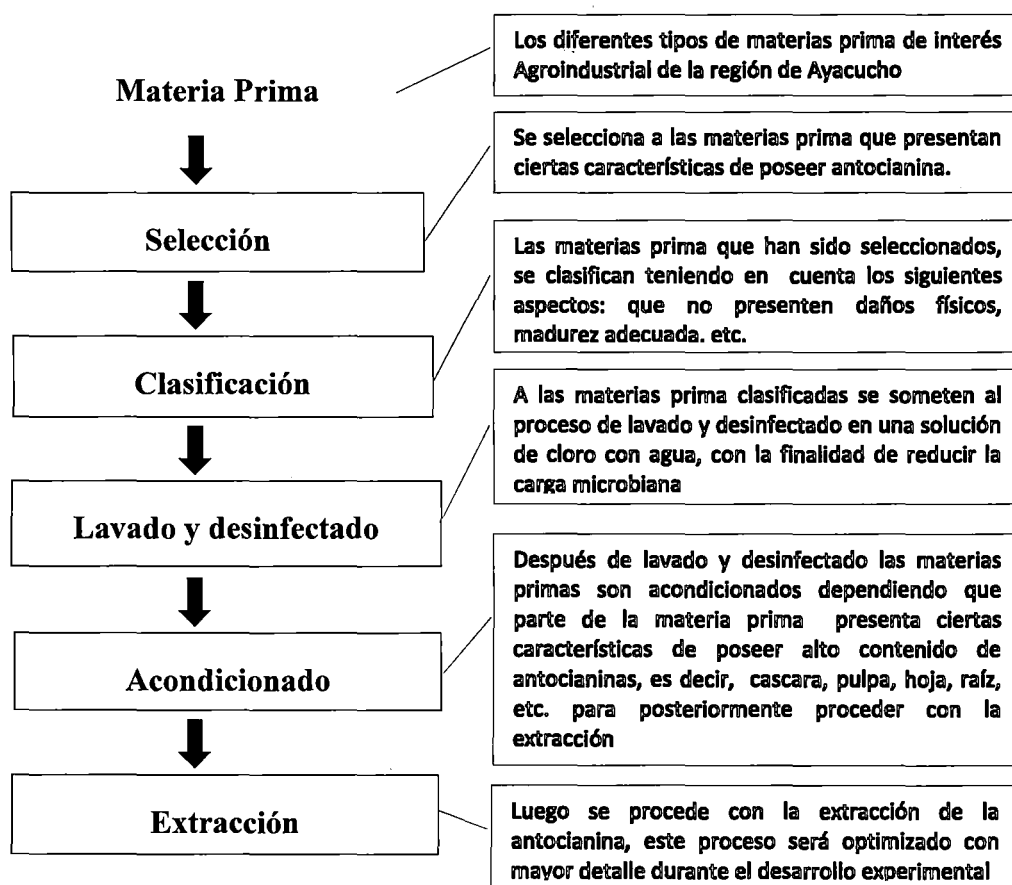 Materia Prima
Los diferentes tipos de materias prima de interés
Agroindustrial de la región de Ayacucho
Selección
Se selecciona a las materias prima que presentan
ciertas características de poseer antocianina.
Clasificación
Las materias prima que han sido seleccionados,
se clasifican teniendo en cuenta los siguientes
aspectos: que no presenten daños físicos,
madurez adecuada. etc.
Lavado y desinfectado
A las materias prima clasificadas se someten al
proceso de lavado y desinfectado en una solución
de cloro con agua, con la finalidad de reducir la
carga microbiana
Acondicionado
Después de lavado y desinfectado las materias
primas son acondicionados dependiendo que
parte de la materia prima presenta ciertas
características de poseer alto contenido de
antocianinas, es decir, cascara, pulpa, hoja, raíz,
etc. para posteriormente proceder con la
extracción
Extracción
Luego se procede con la extracción de la
antocianina, este proceso será optimizado con
mayor detalle durante el desarrollo experimental